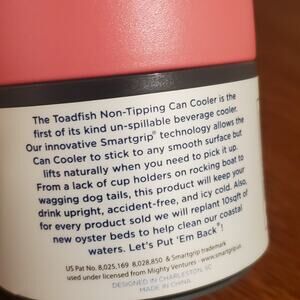 The Toadfish Non-Tipping Can Cooler is the
first of its kind un-spillable beverage cooler.
Our innovative Smartgrip® technology allows the
Can Cooler to stick to any smooth surface but
lifts naturally when you need to pick it up.
From a lack of cup holders on rocking boat to
wagging dog tails, this product will keep your
drink upright, accident-free, and icy cold. Also,
for every product sold we will replant 10sqft of
new oyster beds to help clean our coastal
waters. Let's Put 'Em Back®!
US Pat No. 8,025,169 8,028,850 & Smartgrip trademark
used under license from Mighty Ventures - www.smartgrip.us
DESIGNED IN CHARLESTON, SC
MADE IN CHINA